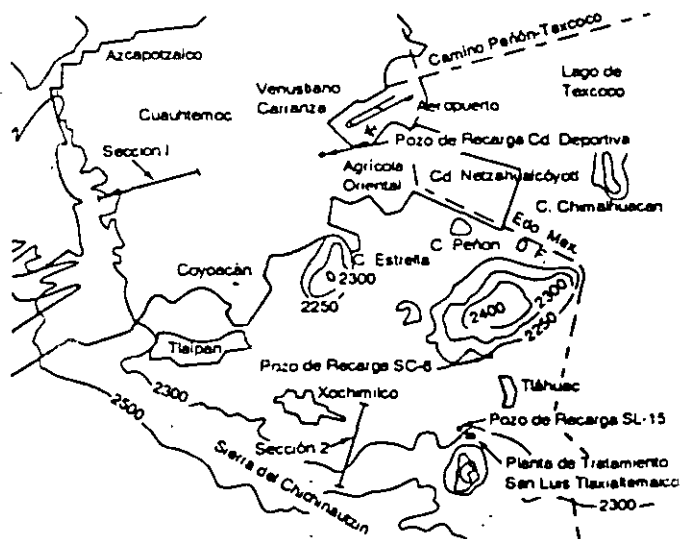 Azcapotzalco
Camino Peñón-Texcoco
Lago de
Texcoco
Venustiano
Carranza
Aeropuerto
Cuauhtemoc
Pozo de Recarga Cd. Deportiva
Sección I
Agrícola
Oriental
Cd. Netzahualcóyotl
C. Chimalhuacan
Edo Mex.
D. F.
C. Peñon
C. Estrella
Coyoacán
2300
2250
2300
2400
2250
Tlalpan
Pozo de Recarga SC-6
Tláhuac
2300
Xochimilco
2500
Pozo de Recarga SL-15
Sección 2
Planta de Tratamiento
San Luis Tlaxialtemalco
Sierra del Chichinautzin
2300